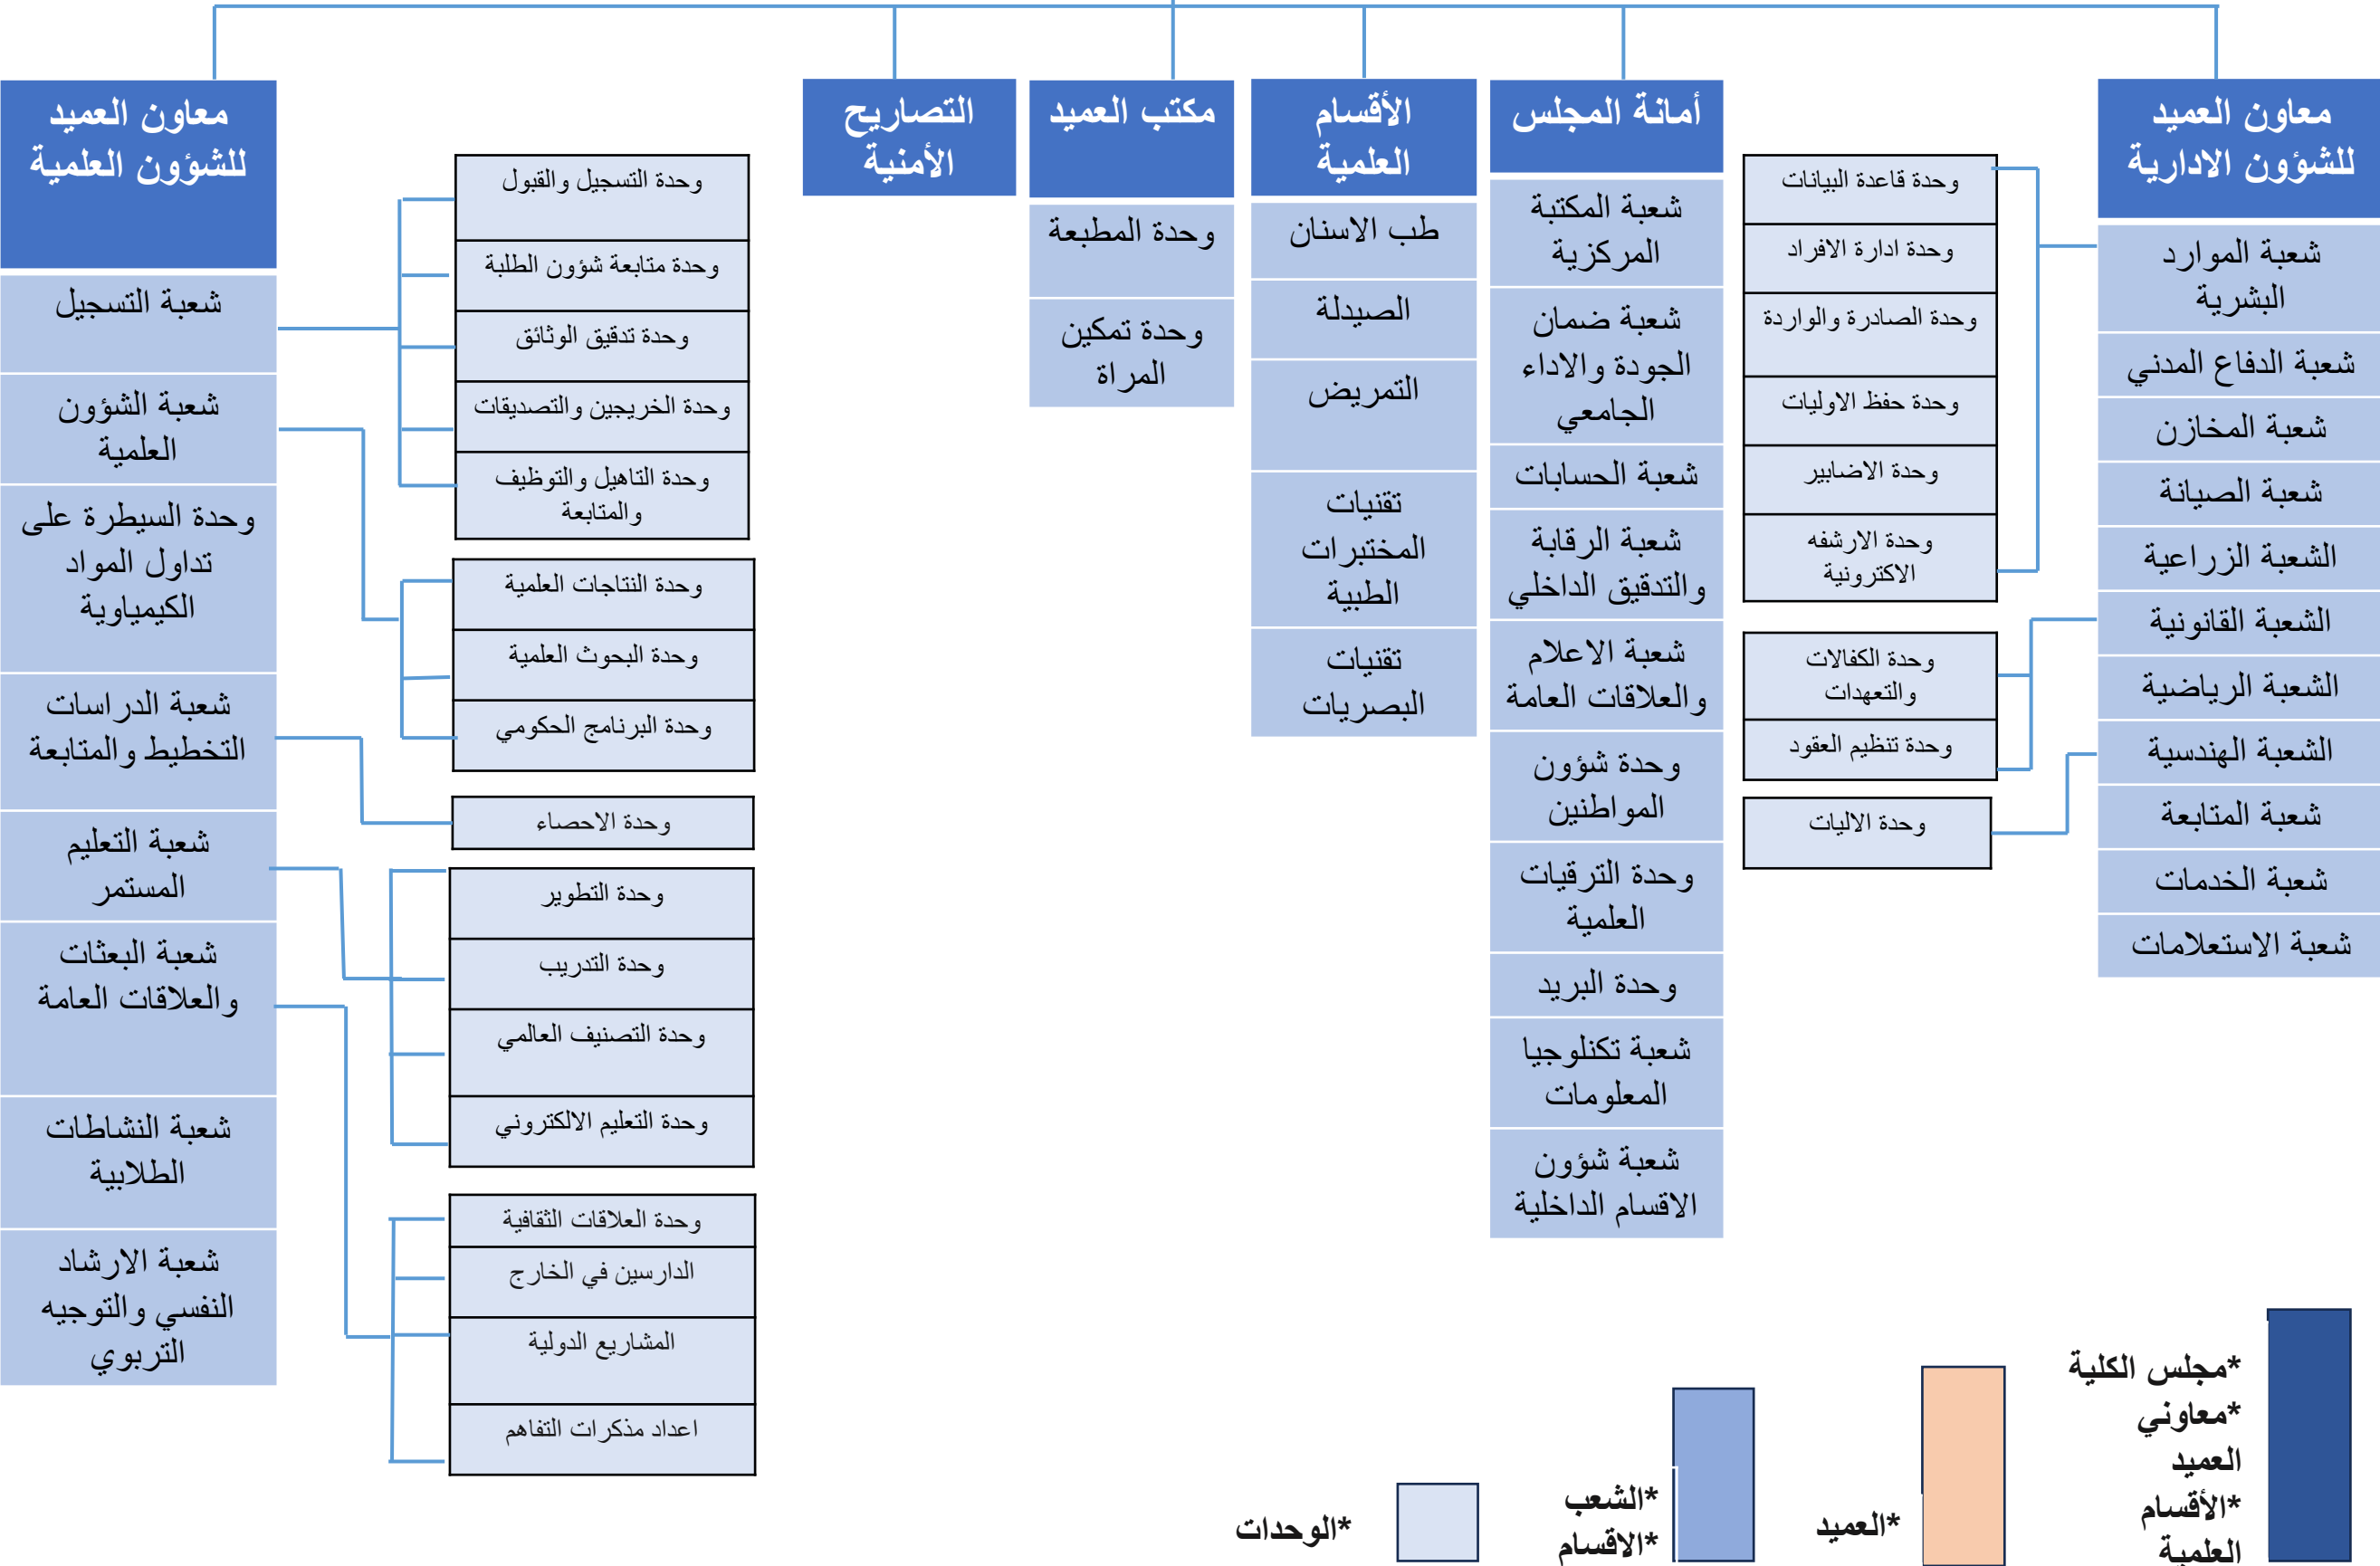 معاون العميد
للشؤون الادارية
شعبة الموارد
البشرية
شعبة الدفاع المدني
شعبة المخازن
شعبة الصيانة
الشعبة الزراعية
الشعبة القانونية
الشعبة الرياضية
الشعبة الهندسية
شعبة المتابعة
شعبة الخدمات
شعبة الاستعلامات
وحدة قاعدة البيانات
وحدة ادارة الافراد
وحدة الصادرة والواردة
وحدة حفظ الاوليات
وحدة الاضابير
وحدة الارشفه
الاكترونية
وحدة الكفالات
والتعهدات
وحدة تنظيم العقود
وحدة الاليات
أمانة المجلس
شعبة المكتبة
المركزية
شعبة ضمان
الجودة والاداء
الجامعي
شعبة الحسابات
شعبة الرقابة
والتدقيق الداخلي
شعبة الاعلام
والعلاقات العامة
وحدة شؤون
المواطنين
وحدة الترقيات
العلمية
وحدة البريد
شعبة تكنلوجيا
المعلومات
شعبة شؤون
الاقسام الداخلية
الأقسام
العلمية
طب الاسنان
الصيدلة
التمريض
تقنيات
المختبرات
الطبية
تقنيات
البصريات
مكتب العميد
وحدة المطبعة
وحدة تمكين
المراة
التصاريح
الأمنية
معاون العميد
للشؤون العلمية
شعبة التسجيل
شعبة الشؤون
العلمية
وحدة السيطرة على
تداول المواد
الكيمياوية
شعبة الدراسات
التخطيط والمتابعة
شعبة التعليم
المستمر
شعبة البعثات
والعلاقات العامة
شعبة النشاطات
الطلابية
شعبة الارشاد
النفسي والتوجيه
التربوي
وحدة التسجيل والقبول
وحدة متابعة شؤون الطلبة
وحدة تدقيق الوثائق
وحدة الخريجين والتصديقات
وحدة التاهيل والتوظيف
والمتابعة
وحدة النتاجات العلمية
وحدة البحوث العلمية
وحدة البرنامج الحكومي
وحدة الاحصاء
وحدة التطوير
وحدة التدريب
وحدة التصنيف العالمي
وحدة التعليم الالكتروني
وحدة العلاقات الثقافية
الدارسين في الخارج
المشاريع الدولية
اعداد مذكرات التفاهم
*مجلس الكلية
*معاوني
العميد
*الأقسام
العلمية
*العميد
*الشعب
*الاقسام
*الوحدات